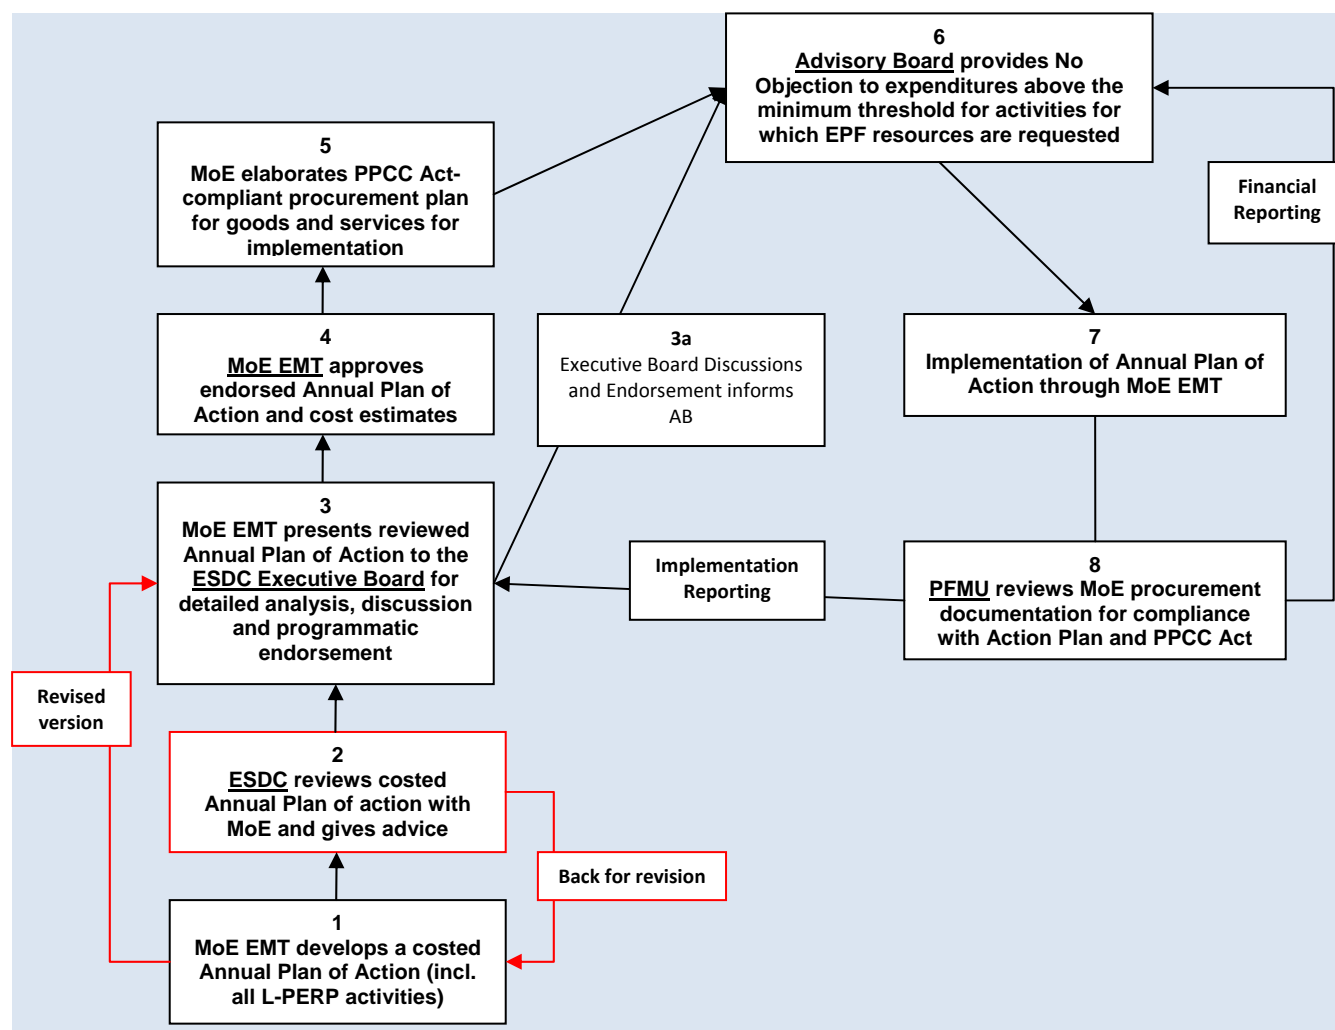 6
Advisory Board provides No
Objection to expenditures above the
minimum threshold for activities for
which EPF resources are requested
5
MoE elaborates PPCC Act-
compliant procurement plan
for goods and services for
implementation
Financial
Reporting
4
MoE EMT approves
endorsed Annual Plan of
Action and cost estimates
3a
Executive Board Discussions
and Endorsement informs
AB
7
Implementation of Annual Plan of
Action through MoE EMT
3
MoE EMT presents reviewed
Annual Plan of Action to the
ESDC Executive Board for
detailed analysis, discussion
and programmatic
endorsement
Implementation
Reporting
8
PFMU reviews MoE procurement
documentation for compliance
with Action Plan and PPCC Act
Revised
version
2
ESDC reviews costed
Annual Plan of action with
MoE and gives advice
Back for revision
1
MoE EMT develops a costed
Annual Plan of Action (incl.
all L-PERP activities)